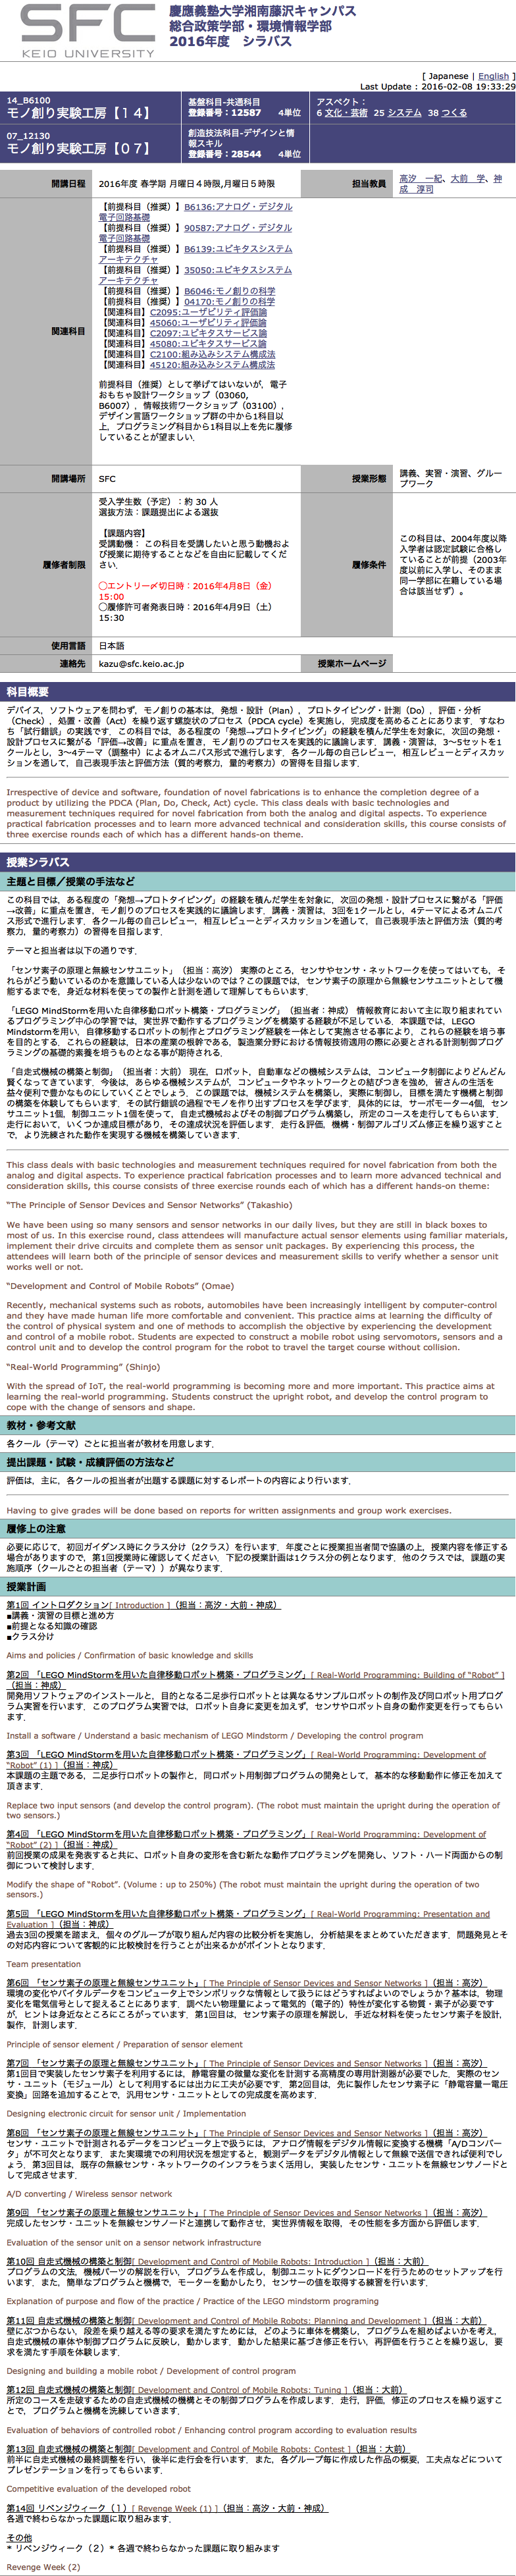 SFC
KEIO UNIVERSITY
慶應義塾大学湘南藤沢キャンパス
総合政策学部・環境情報学部
2016年度　シラバス
[ Japanese | English ]
Last Update : 2016-02-08 19:33:29
14_B6100
モノ創り実験工房【１４】
基盤科目-共通科目
登録番号：12587　4単位
アスペクト：
6 文化・芸術　25 システム　38 つくる
07_12130
モノ創り実験工房【０７】
創造技法科目-デザインと情
報スキル
登録番号：28544　4単位
開講日程
2016年度 春学期 月曜日４時限,月曜日５時限
担当教員
高汐　一紀、大前　学、神
成　淳司
関連科目
【前提科目（推奨）】B6136:アナログ・デジタル
電子回路基礎
【前提科目（推奨）】90587:アナログ・デジタル
電子回路基礎
【前提科目（推奨）】B6139:ユビキタスシステム
アーキテクチャ
【前提科目（推奨）】35050:ユビキタスシステム
アーキテクチャ
【前提科目（推奨）】B6046:モノ創りの科学
【前提科目（推奨）】04170:モノ創りの科学
【関連科目】C2095:ユーザビリティ評価論
【関連科目】45060:ユーザビリティ評価論
【関連科目】C2097:ユビキタスサービス論
【関連科目】45080:ユビキタスサービス論
【関連科目】C2100:組み込みシステム構成法
【関連科目】45120:組み込みシステム構成法
前提科目（推奨）として挙げてはいないが，電子
おもちゃ設計ワークショップ（03060,
B6007），情報技術ワークショップ（03100），
デザイン言語ワークショップ群の中から1科目以
上，プログラミング科目から1科目以上を先に履修
していることが望ましい．
開講場所
SFC
授業形態
講義、実習・演習、グルー
プワーク
履修者制限
受入学生数（予定）：約 30 人
選抜方法：課題提出による選抜
【課題内容】
受講動機： この科目を受講したいと思う動機およ
び授業に期待することなどを自由に記載してくだ
さい．
◯エントリー〆切日時：2016年4月8日（金）
15:00
◯履修許可者発表日時：2016年4月9日（土）
15:30
履修条件
この科目は、2004年度以降
入学者は認定試験に合格し
ていることが前提（2003年
度以前に入学し、そのまま
同一学部に在籍している場
合は該当せず）。
使用言語
日本語
連絡先
kazu@sfc.keio.ac.jp
授業ホームページ
科目概要
デバイス，ソフトウェアを問わず，モノ創りの基本は，発想・設計（Plan），プロトタイピング・計測（Do），評価・分析
（Check），処置・改善（Act）を繰り返す螺旋状のプロセス（PDCA cycle）を実施し，完成度を高めることにあります．すなわ
ち「試行錯誤」の実践です．この科目では，ある程度の「発想→プロトタイピング」の経験を積んだ学生を対象に，次回の発想・
設計プロセスに繋がる「評価→改善」に重点を置き，モノ創りのプロセスを実践的に議論します．講義・演習は，3〜5セットを1
クールとし，3〜4テーマ（調整中）によるオムニバス形式で進行します．各クール毎の自己レビュー，相互レビューとディスカッ
ションを通して，自己表現手法と評価方法（質的考察力，量的考察力）の習得を目指します．
Irrespective of device and software, foundation of novel fabrications is to enhance the completion degree of a
product by utilizing the PDCA (Plan, Do, Check, Act) cycle. This class deals with basic technologies and
measurement techniques required for novel fabrication from both the analog and digital aspects. To experience
practical fabrication processes and to learn more advanced technical and consideration skills, this course consists of
three exercise rounds each of which has a different hands-on theme.
授業シラバス
主題と目標／授業の手法など
この科目では，ある程度の「発想→プロトタイピング」の経験を積んだ学生を対象に，次回の発想・設計プロセスに繋がる「評価
→改善」に重点を置き，モノ創りのプロセスを実践的に議論します．講義・演習は，3回を1クールとし，4テーマによるオムニバ
ス形式で進行します．各クール毎の自己レビュー，相互レビューとディスカッションを通して，自己表現手法と評価方法（質的考
察力，量的考察力）の習得を目指します．
テーマと担当者は以下の通りです．
「センサ素子の原理と無線センサユニット」（担当者：高汐） 実際のところ，センサやセンサ・ネットワークを使ってはいても，そ
れらがどう動いているのかを意識している人は少ないのでは？この課題では，センサ素子の原理から無線センサユニットとして機
能するまでを，身近な材料を使っての製作と計測を通して理解してもらいます．
「LEGO MindStormを用いた自律移動ロボット構築・プログラミング」（担当者：神成） 情報教育において主に取り組まれてい
るプログラミング中心の学習では，実世界で動作するプログラミングを構築する経験が不足している．本課題では，LEGO
Mindstormを用い，自律移動するロボットの制作とプログラミング経験を一体として実施させる事により，これらの経験を培う事
を目的とする．これらの経験は，日本の産業の根幹である，製造業分野における情報技術適用の際に必要とされる計測制御プログ
ラミングの基礎的素養を培うものとなる事が期待される．
「自走式機械の構築と制御」（担当者：大前） 現在，ロボット，自動車などの機械システムは，コンピュータ制御によりどんどん
賢くなってきています．今後は，あらゆる機械システムが，コンピュータやネットワークとの結びつきを強め，皆さんの生活を
益々便利で豊かなものにしていくことでしょう．この課題では，機械システムを構築し，実際に制御し，目標を満たす機構と制御
の構築を体験してもらいます．その試行錯誤の過程でモノを作り出すプロセスを学びます．具体的には，サーボモーター4個，セン
サユニット1個，制御ユニット1個を使って，自走式機械およびその制御プログラム構築し，所定のコースを走行してもらいます．
走行において，いくつか達成目標があり，その達成状況を評価します．走行＆評価，機構・制御アルゴリズム修正を繰り返すこと
で，より洗練された動作を実現する機械を構築していきます．
This class deals with basic technologies and measurement techniques required for novel fabrication from both the
analog and digital aspects. To experience practical fabrication processes and to learn more advanced technical and
consideration skills, this course consists of three exercise rounds each of which has a different hands-on theme:
“The Principle of Sensor Devices and Sensor Networks” (Takashio)
We have been using so many sensors and sensor networks in our daily lives, but they are still in black boxes to
most of us. In this exercise round, class attendees will manufacture actual sensor elements using familiar materials,
implement their drive circuits and complete them as sensor unit packages. By experiencing this process, the
attendees will learn both of the principle of sensor devices and measurement skills to verify whether a sensor unit
works well or not.
“Development and Control of Mobile Robots” (Omae)
Recently, mechanical systems such as robots, automobiles have been increasingly intelligent by computer-control
and they have made human life more comfortable and convenient. This practice aims at learning the difficulty of
the control of physical system and one of methods to accomplish the objective by experiencing the development
and control of a mobile robot. Students are expected to construct a mobile robot using servomotors, sensors and a
control unit and to develop the control program for the robot to travel the target course without collision.
“Real-World Programming” (Shinjo)
With the spread of IoT, the real-world programming is becoming more and more important. This practice aims at
learning the real-world programming. Students construct the upright robot, and develop the control program to
cope with the change of sensors and shape.
教材・参考文献
各クール（テーマ）ごとに担当者が教材を用意します．
提出課題・試験・成績評価の方法など
評価は，主に，各クールの担当者が出題する課題に対するレポートの内容により行います．
Having to give grades will be done based on reports for written assignments and group work exercises.
履修上の注意
必要に応じて，初回ガイダンス時にクラス分け（2クラス）を行います．年度ごとに授業担当者間で協議の上，授業内容を修正する
場合がありますので，第1回授業時に確認してください．下記の授業計画は1クラス分の例となります．他のクラスでは，課題の実
施順序（クールごとの担当者（テーマ））が異なります．
授業計画
第1回 イントロダクション[ Introduction ]（担当：高汐・大前・神成）
■講義・演習の目標と進め方
■前提となる知識の確認
■クラス分け
Aims and policies / Confirmation of basic knowledge and skills
第2回 「LEGO MindStormを用いた自律移動ロボット構築・プログラミング」[ Real-World Programming: Building of “Robot” ]
（担当：神成）
開発用ソフトウェアのインストールと，目的となる二足歩行ロボットとは異なるサンプルロボットの制作及び同ロボット用プログ
ラム実習を行います．このプログラム実習では，ロボット自身に変更を加えず，センサやロボット自身の動作変更を行ってもらい
ます．
Install a software / Understand a basic mechanism of LEGO Mindstorm / Developing the control program
第3回 「LEGO MindStormを用いた自律移動ロボット構築・プログラミング」[ Real-World Programming: Development of
“Robot” (1) ]（担当：神成）
本課題の主題である，二足歩行ロボットの製作と，同ロボット用制御プログラムの開発として，基本的な移動動作に修正を加えて
頂きます．
Replace two input sensors (and develop the control program). (The robot must maintain the upright during the operation of
two sensors.)
第4回 「LEGO MindStormを用いた自律移動ロボット構築・プログラミング」[ Real-World Programming: Development of
“Robot” (2) ]（担当：神成）
前回授業の成果を発表すると共に、ロボット自身の変形を含む新たな動作プログラミングを開発し、ソフト・ハード両面からの制
御について検討します．
Modify the shape of “Robot”. (Volume : up to 250%) (The robot must maintain the upright during the operation of two
sensors.)
第5回 「LEGO MindStormを用いた自律移動ロボット構築・プログラミング」[ Real-World Programming: Presentation and
Evaluation ]（担当：神成）
過去3回の授業を踏まえ，個々のグループが取り組んだ内容の比較分析を実施し，分析結果をまとめていただきます．問題発見とそ
の対応内容について客観的に比較検討を行うことが出来るかがポイントとなります．
Team presentation
第6回 「センサ素子の原理と無線センサユニット」[ The Principle of Sensor Devices and Sensor Networks ]（担当：高汐）
環境の変化やバイタルデータをコンピュータ上でシンボリックな情報として扱うにはどうすればよいのでしょうか？基本は，物理
変化を電気信号として捉えることにあります．調べたい物理量によって電気的（電子的）特性が変化する物質・素子が必要です
が，ヒントは身近なところにころがっています．第1回目は，センサ素子の原理を解説し，手近な材料を使ったセンサ素子を設計，
製作，計測します．
Principle of sensor element / Preparation of sensor element
第7回 「センサ素子の原理と無線センサユニット」[ The Principle of Sensor Devices and Sensor Networks ]（担当：高汐）
第1回目で実装したセンサ素子を利用するには，静電容量の微量な変化を計測する高精度の専用計測器が必要でした．実際のセン
サ・ユニット（モジュール）として利用するには出力に工夫が必要です．第2回目は，先に製作したセンサ素子に「静電容量ー電圧
変換」回路を追加することで，汎用センサ・ユニットとしての完成度を高めます．
Designing electronic circuit for sensor unit / Implementation
第8回 「センサ素子の原理と無線センサユニット」[ The Principle of Sensor Devices and Sensor Networks ]（担当：高汐）
センサ・ユニットで計測されるデータをコンピュータ上で扱うには，アナログ情報をデジタル情報に変換する機構「A/Dコンバー
タ」が不可欠となります．また実環境での利用状況を想定すると，観測データをデジタル情報として無線で送信できれば便利でし
ょう．第3回目は，既存の無線センサ・ネットワークのインフラをうまく活用し，実装したセンサ・ユニットを無線センサノードと
して完成させます．
A/D converting / Wireless sensor network
第9回 「センサ素子の原理と無線センサユニット」[ The Principle of Sensor Devices and Sensor Networks ]（担当：高汐）
完成したセンサ・ユニットを無線センサノードと連携して動作させ，実世界情報を取得，その性能を多方面から評価します．
Evaluation of the sensor unit on a sensor network infrastructure
第10回 自走式機械の構築と制御[ Development and Control of Mobile Robots: Introduction ]（担当：大前）
プログラムの文法，機械パーツの解説を行い，プログラムを作成し，制御ユニットにダウンロードを行うためのセットアップを行
います．また，簡単なプログラムと機構で，モーターを動かしたり，センサーの値を取得する練習を行います．
Explanation of purpose and flow of the practice / Practice of the LEGO mindstorm programing
第11回 自走式機械の構築と制御[ Development and Control of Mobile Robots: Planning and Development ]（担当：大前）
壁にぶつからない，段差を乗り越える等の要求を満たすためには，どのように車体を構築し，プログラムを組めばよいかを考え，
自走式機械の車体や制御プログラムに反映し，動かします．動かした結果に基づき修正を行い，再評価を行うことを繰り返し，要
求を満たす手順を体験します．
Designing and building a mobile robot / Development of control program
第12回 自走式機械の構築と制御[ Development and Control of Mobile Robots: Tuning ]（担当：大前）
所定のコースを走破するための自走式機械の機構とその制御プログラムを作成します．走行，評価，修正のプロセスを繰り返すこ
とで，プログラムと機構を洗練していきます．
Evaluation of behaviors of controlled robot / Enhancing control program according to evaluation results
第13回 自走式機械の構築と制御[ Development and Control of Mobile Robots: Contest ]（担当：大前）
前半に自走式機械の最終調整を行い，後半に走行会を行います．また，各グループ毎に作成した作品の概要，工夫点などについて
プレゼンテーションを行ってもらいます．
Competitive evaluation of the developed robot
第14回 リベンジウィーク（１）[ Revenge Week (1) ]（担当：高汐・大前・神成）
各週で終わらなかった課題に取り組みます．
その他
* リベンジウィーク（２）* 各週で終わらなかった課題に取り組みます
Revenge Week (2)